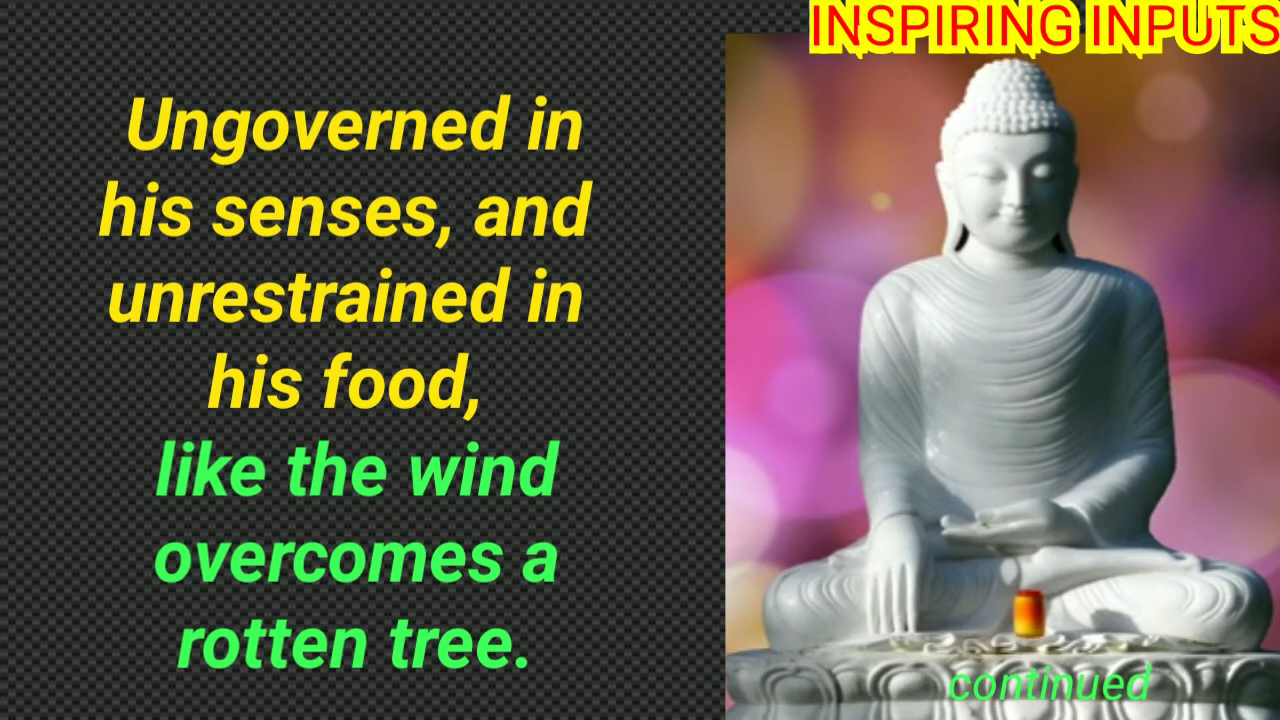 INSPIRING INPUTS
Ungoverned in
his senses, and
unrestrained in
his food,
like the wind
overcomes a
rotten tree.
continued